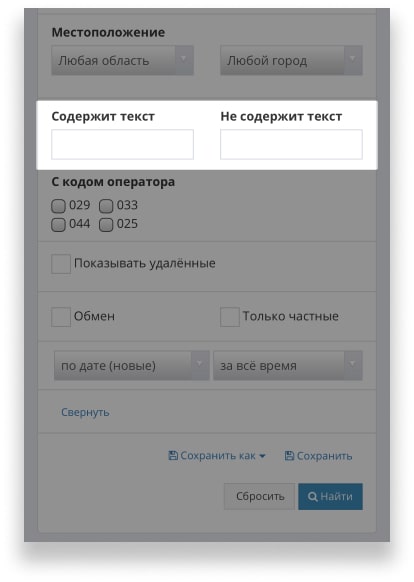 Местоположение
Любая область Любой город
Содержит текст Не содержит текст
С кодом оператора
029 033
044 025
Показывать удалённые
Обмен Только частные
по дате (новые) за всё время
Свернуть
Сохранить как Сохранить
Сбросить Найти